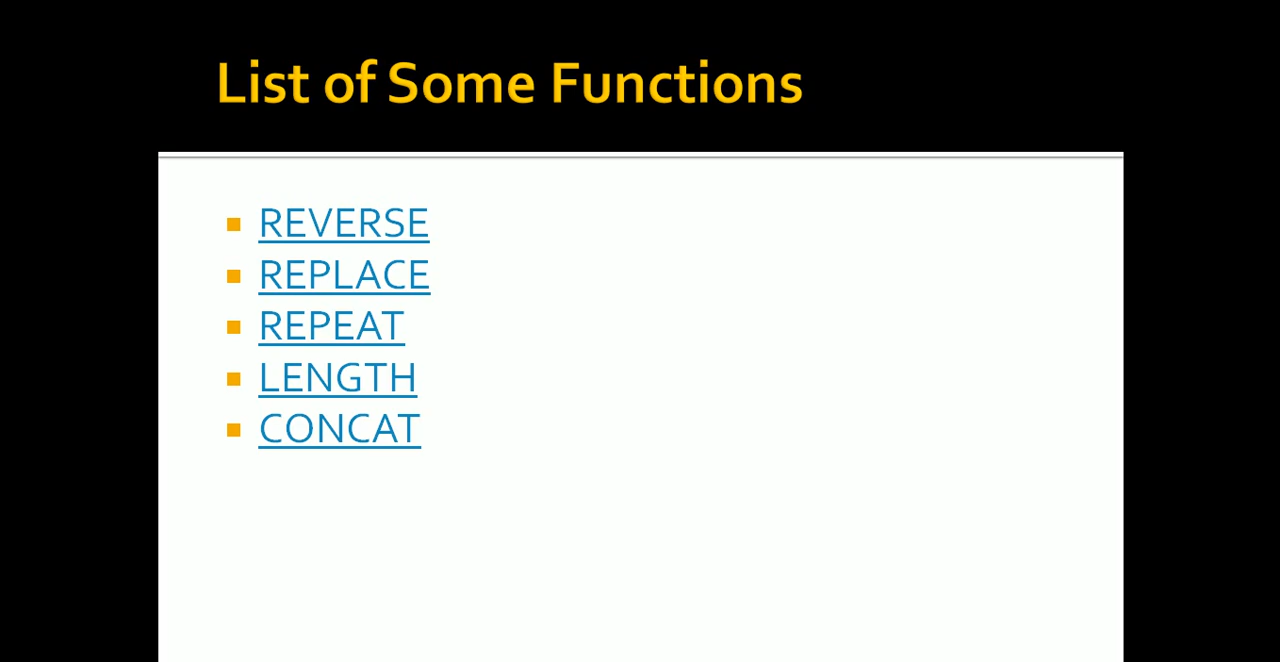 List of Some Functions
REVERSE
REPLACE
REPEAT
LENGTH
CONCAT